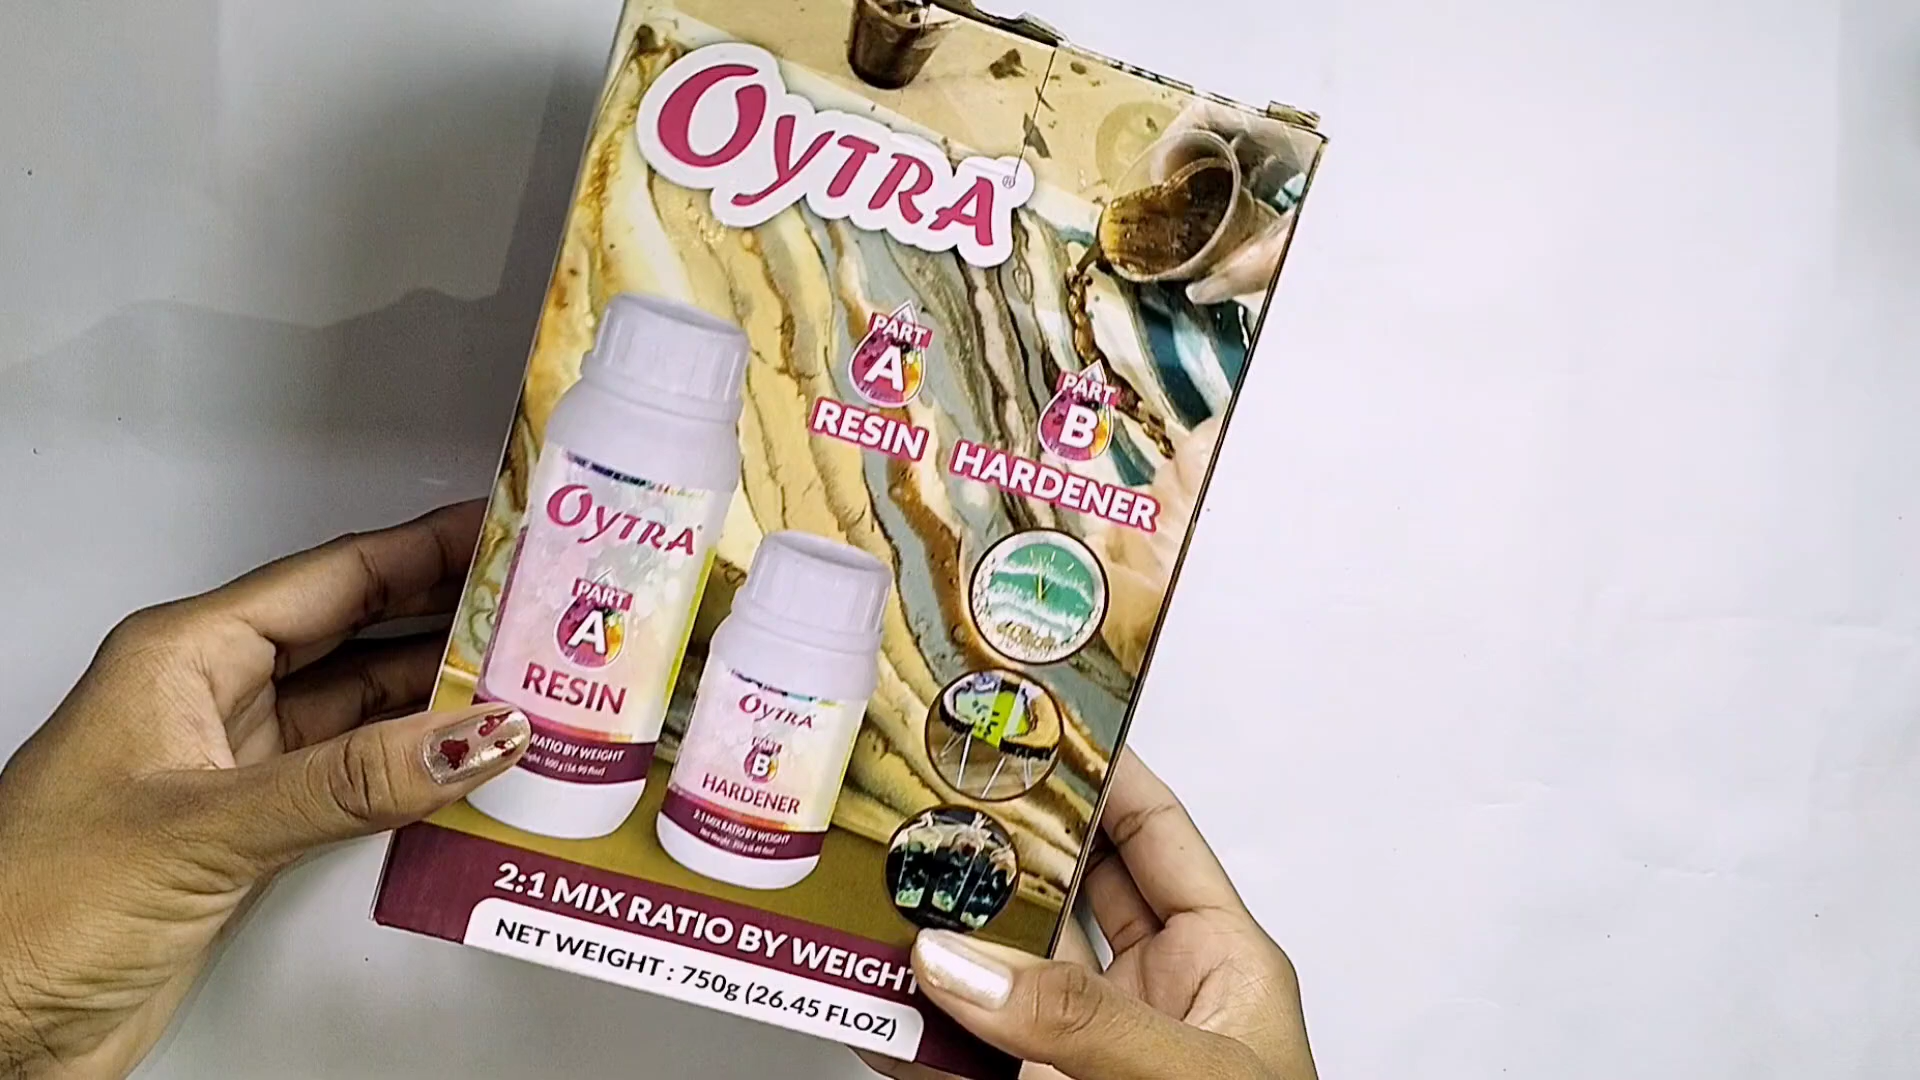 OYTRA®
PART
A
RESIN
PART
B
HARDENER
OYTRA
PART
A
RESIN
RATIO BY WEIGHT
OYTRA
PART
B
HARDENER
2:1 MIX RATIO BY WEIGHT
2:1 MIX RATIO BY WEIGHT
NET WEIGHT : 750g (26.45 FLOZ)